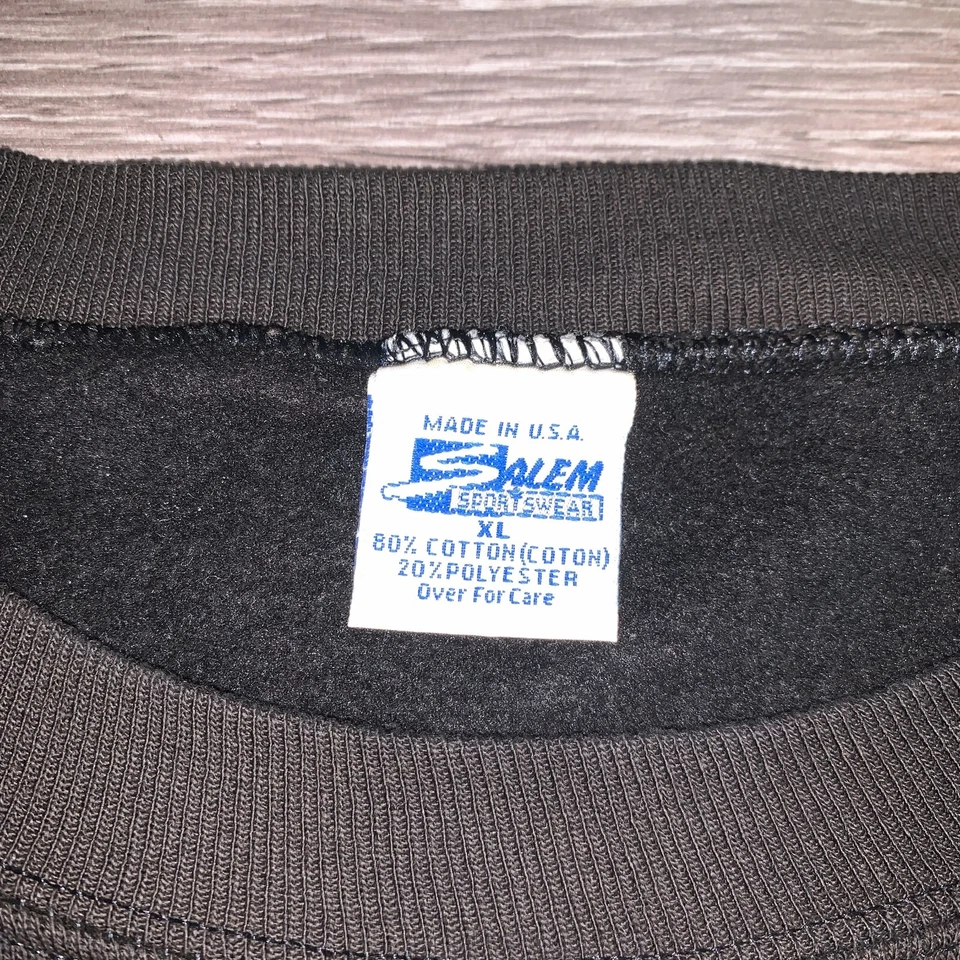 MADE IN U.S.A.
SALEM
SPORTSWEAR
XL
80% COTTON(COTON)
20%POLYESTER
Over For Care